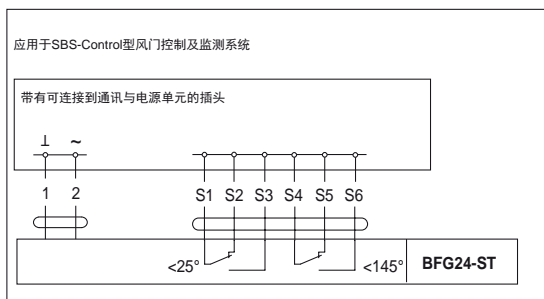 应用于SBS-Control型风门控制及监测系统
带有可连接到通讯与电源单元的插头
⊥ ~
1 2 S1 S2 S3 S4 S5 S6
<25° <145° BFG24-ST